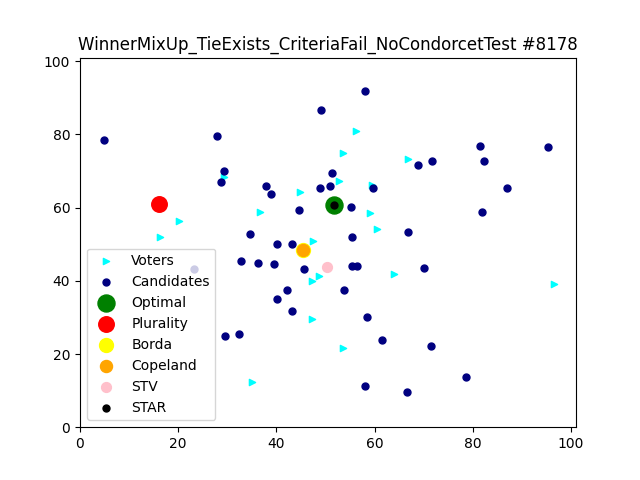 WinnerMixUp_TieExists_CriteriaFail_NoCondorcetTest #8178
100
80
60
40
20
0
Voters
Candidates
Optimal
Plurality
Borda
Copeland
STV
STAR
0 20 40 60 80 100